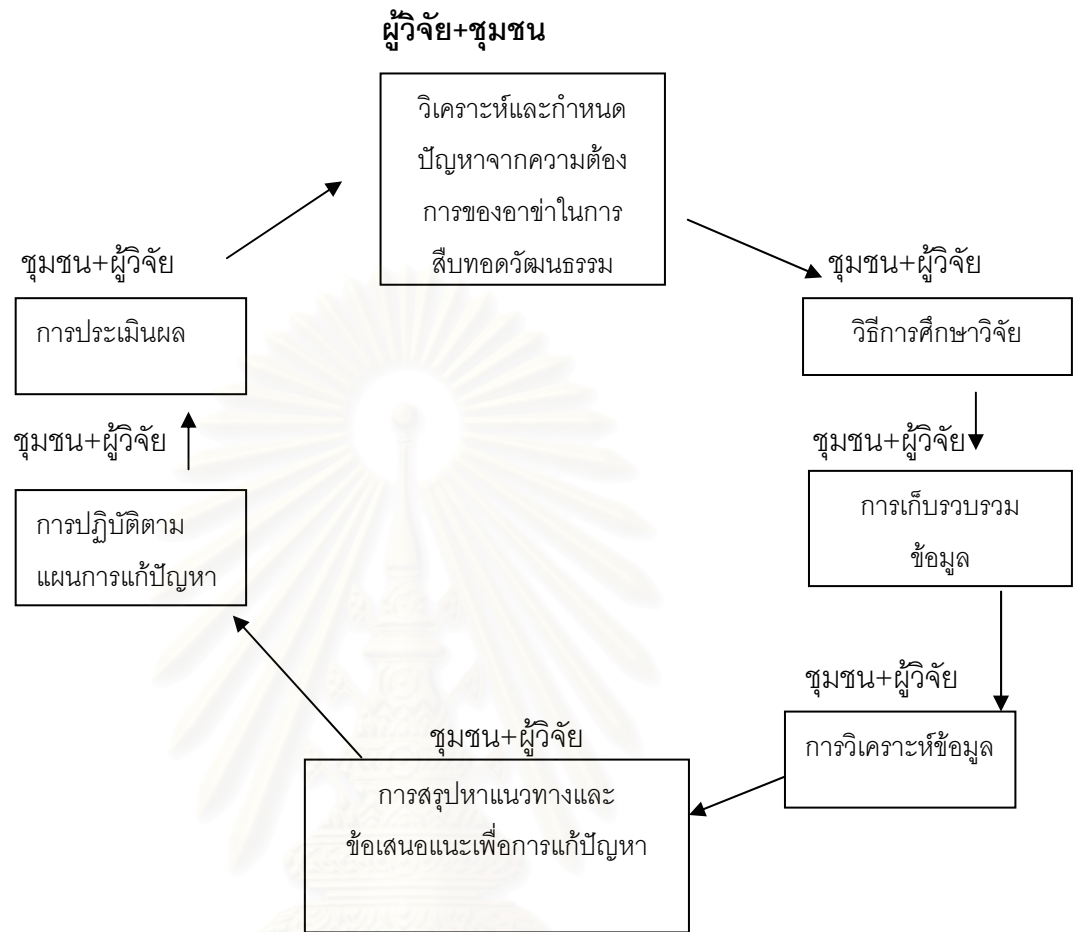 ผู้วิจัย+ชุมชน
วิเคราะห์และกำหนด
ปัญหาจากความต้อง
การของอาข่าในการ
สืบทอดวัฒนธรรม
ชุมชน+ผู้วิจัย
วิธีการศึกษาวิจัย
ชุมชน+ผู้วิจัย
การเก็บรวบรวม
ข้อมูล
ชุมชน+ผู้วิจัย
การวิเคราะห์ข้อมูล
ชุมชน+ผู้วิจัย
การสรุปหาแนวทางและ
ข้อเสนอแนะเพื่อการแก้ปัญหา
ชุมชน+ผู้วิจัย
การปฏิบัติตาม
แผนการแก้ปัญหา
ชุมชน+ผู้วิจัย
การประเมินผล